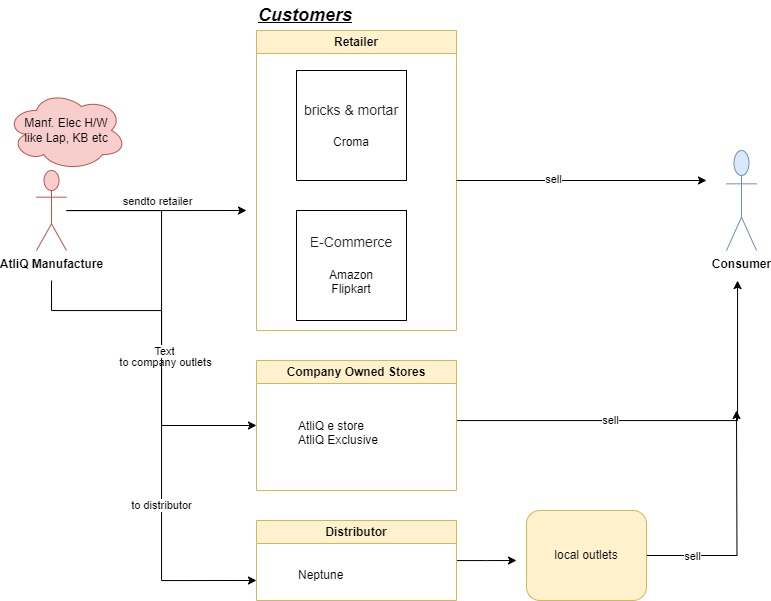 Customers
Retailer
bricks & mortar
Croma
Manf. Elec H/W
like Lap, KB etc
sendto retailer
sell
E-Commerce
Amazon
Flipkart
AtliQ Manufacture
Consumer
Text
to company outlets
Company Owned Stores
AtliQ e store
AtliQ Exclusive
sell
to distributor
Distributor
Neptune
local outlets
sell